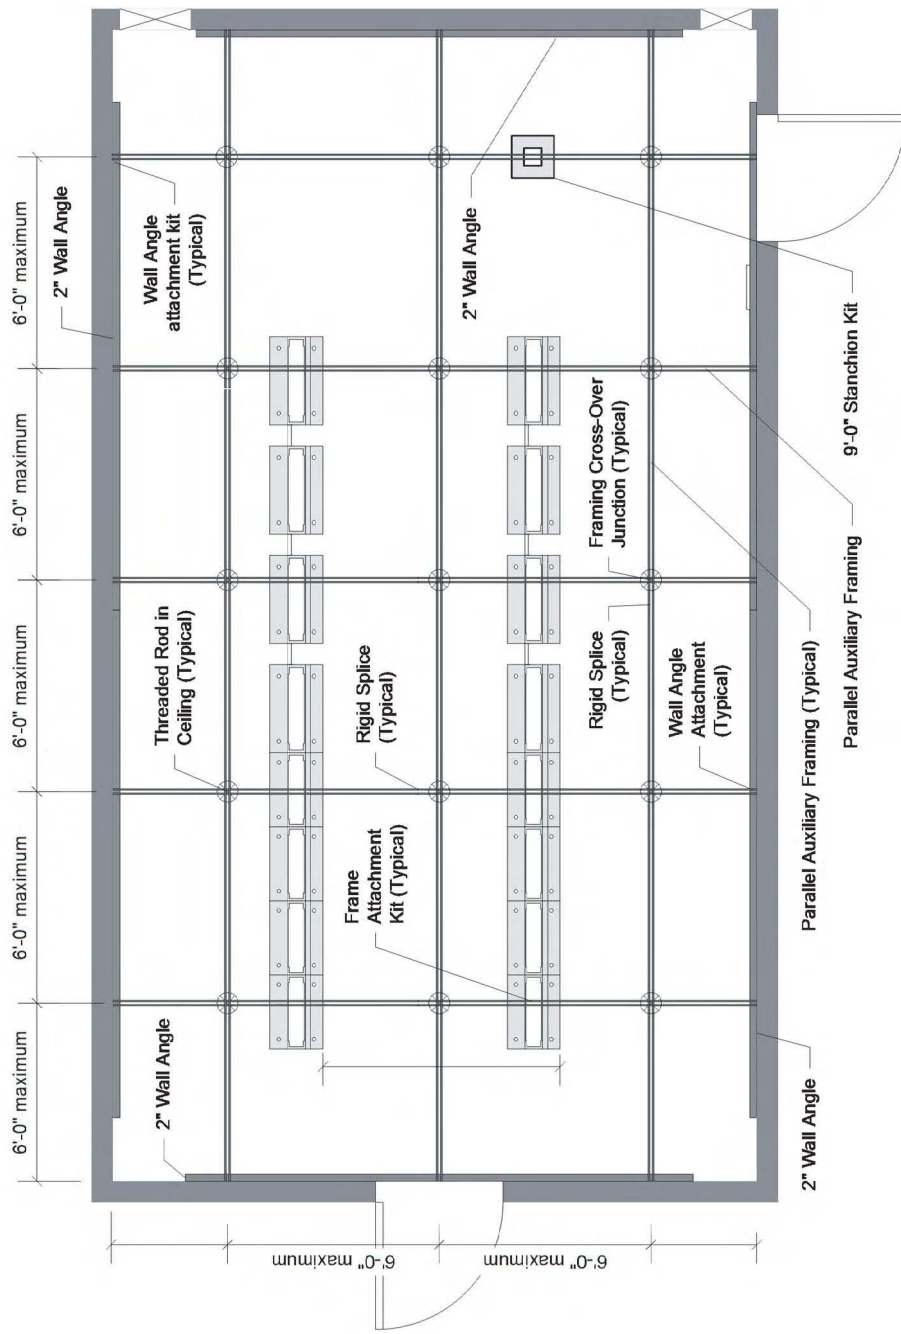 6'-0" maximum
6'-0" maximum
6'-0" maximum
6'-0" maximum
6'-0" maximum
2" Wall Angle
2" Wall Angle
Threaded Rod in
Ceiling (Typical)
Wall Angle
attachment kit
(Typical)
6'-0" maximum
Frame
Attachment
Kit (Typical)
Rigid Splice
(Typical)
2" Wall Angle
6'-0" maximum
Rigid Splice
(Typical)
Framing Cross-Over
Junction (Typical)
Wall Angle
Attachment
(Typical)
2" Wall Angle
Parallel Auxiliary Framing (Typical)
Parallel Auxiliary Framing
9'-0" Stanchion Kit